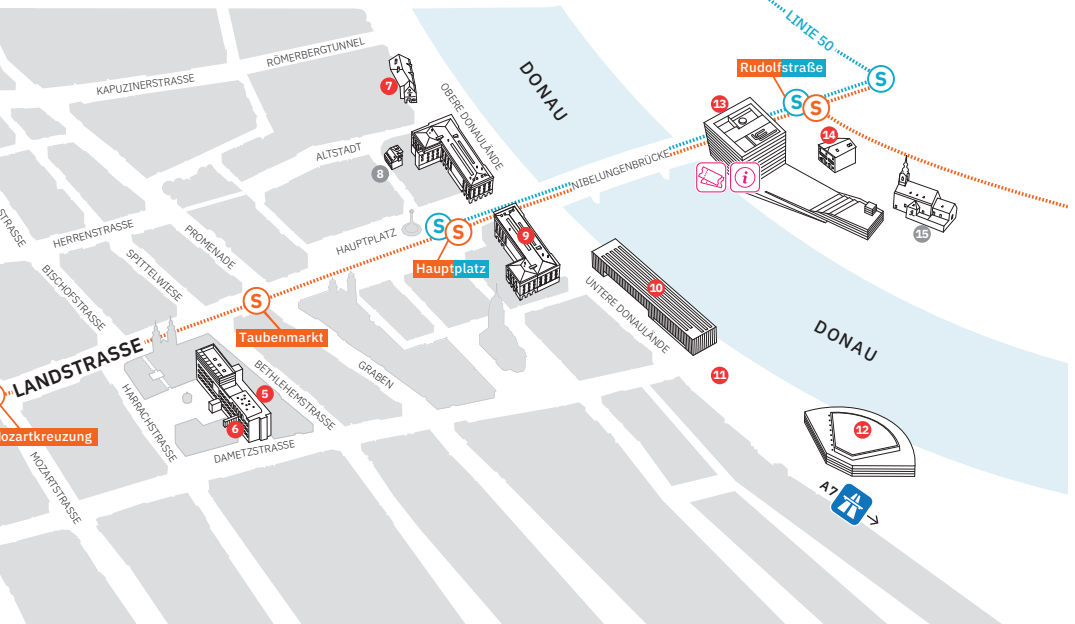 LINIE 50
RÖMERBERGTUNNEL
KAPUZINERSTRASSE
DONAU
Rudolfstraße
S
S
S
7
13
14
OBERE DONAULÄNDE
ALTSTADT
8
NIBELUNGENBRÜCKE
i
15
STRASSE
HERRENSTRASSE
PROMENADE
HAUPTPLATZ
S
S
9
Hauptplatz
BISCHOFSTRASSE
SPITTELWIESE
S
Taubenmarkt
10
UNTERE DONAULÄNDE
DONAU
LANDSTRASSE
GRABEN
BETHLEHEMSTRASSE
11
5
6
HARRACHSTRASSE
DAMETZSTRASSE
12
ozartkreuzung
MOZARTSTRASSE
A7